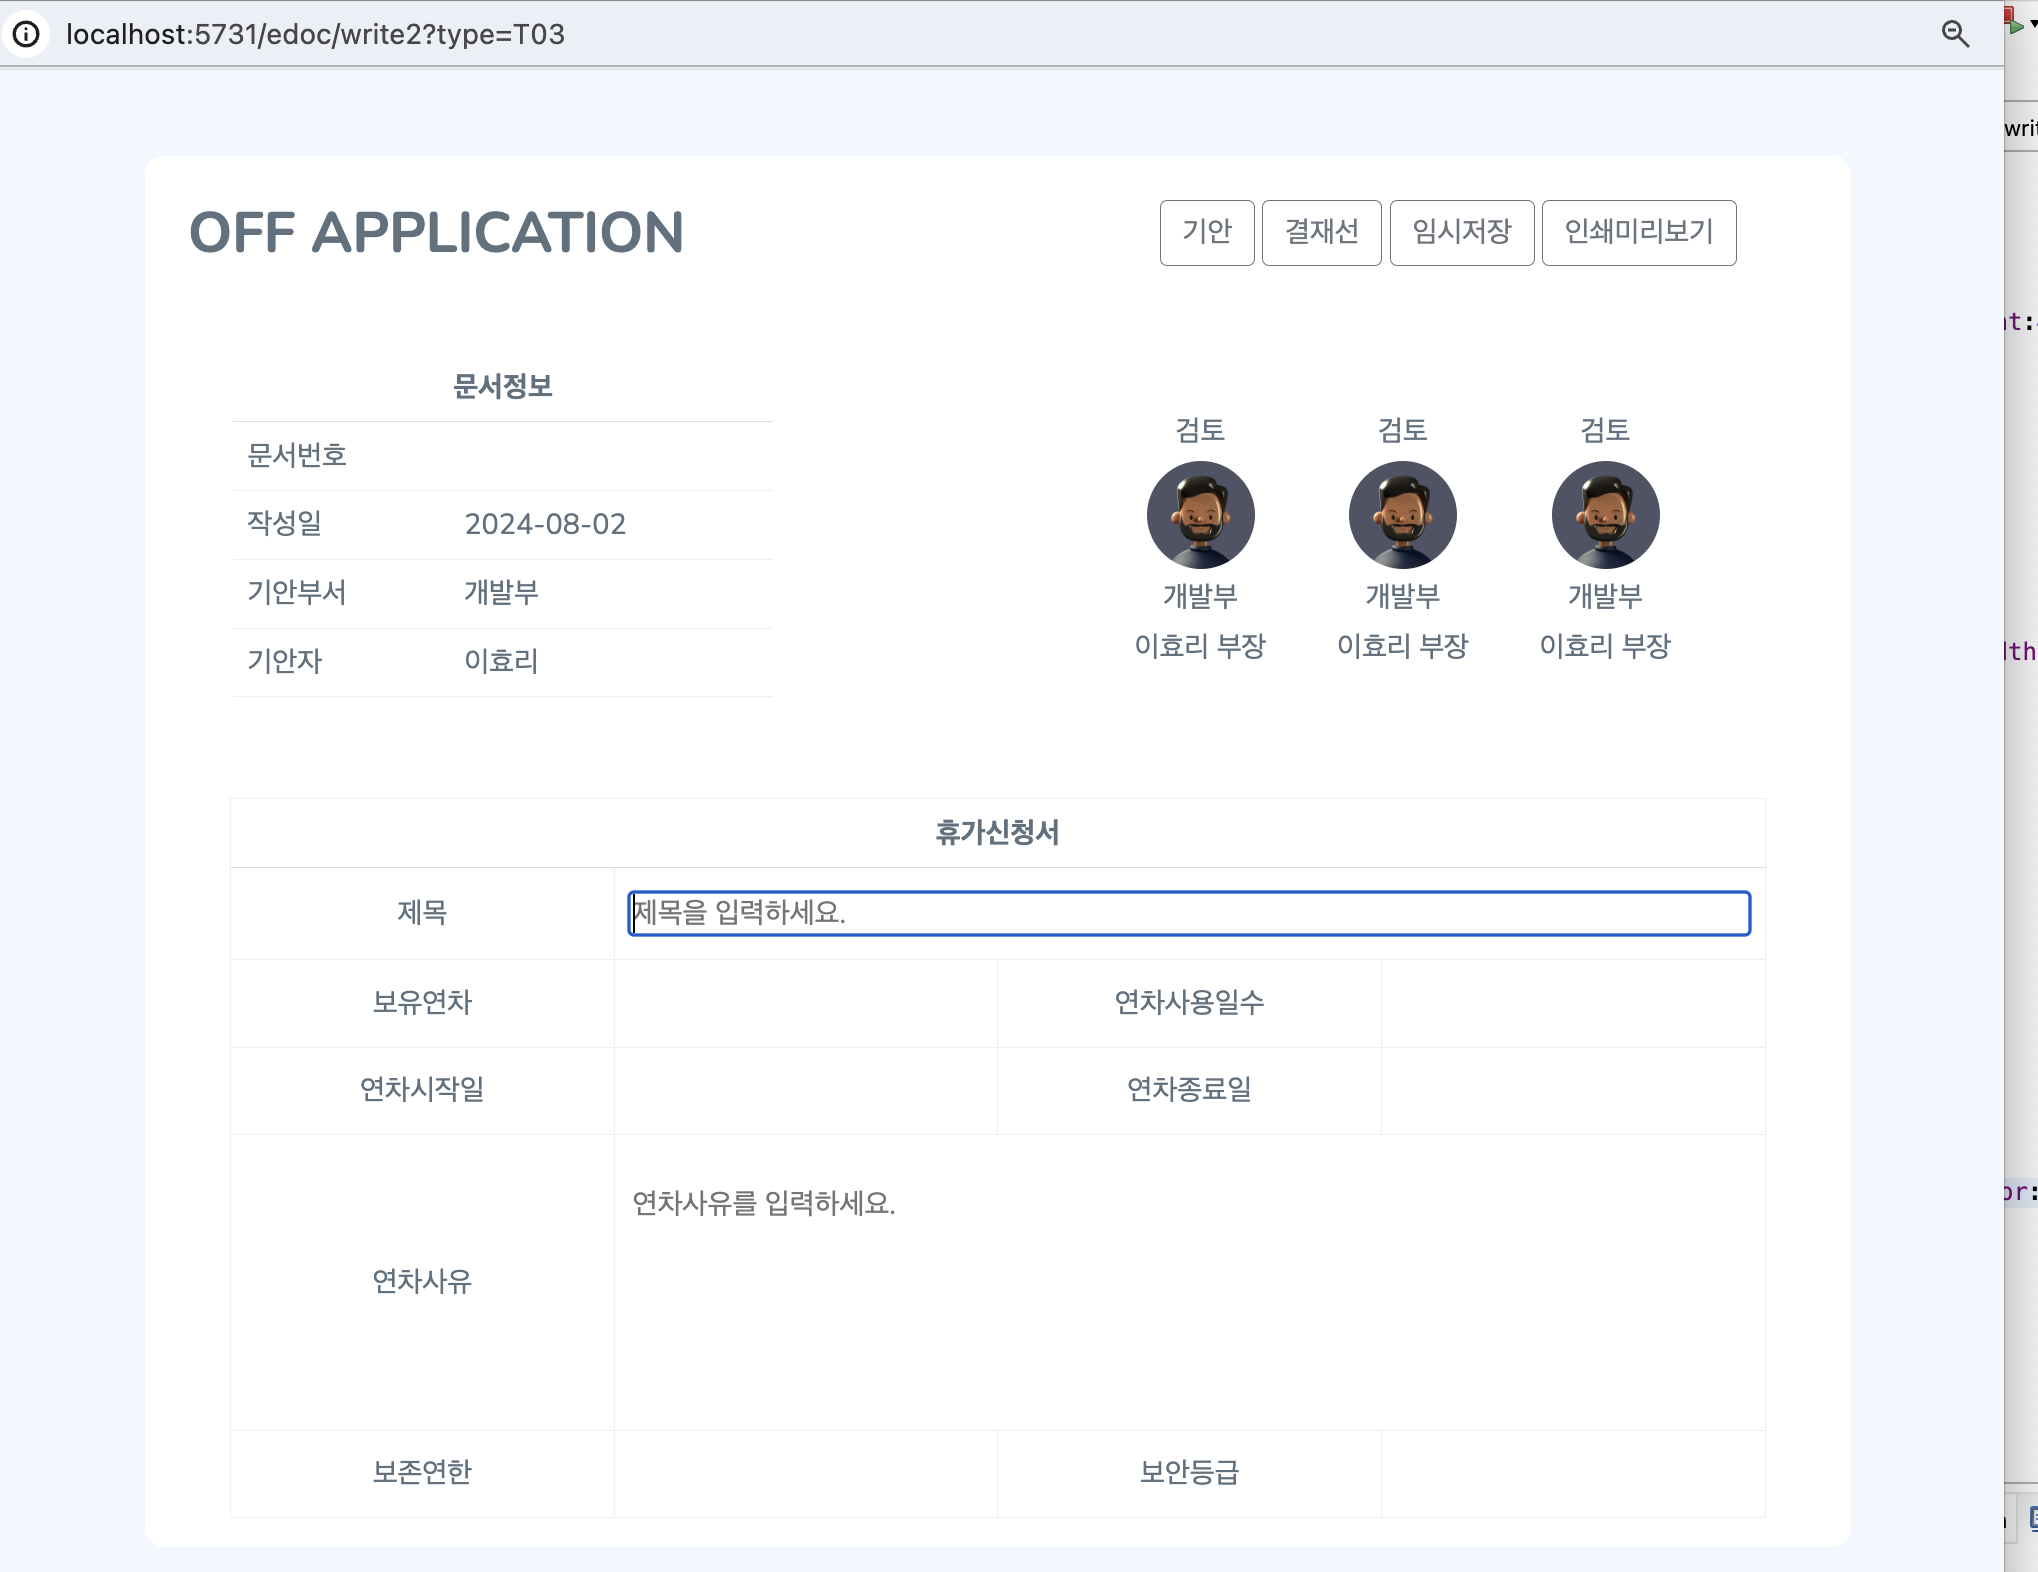 localhost:5731/edoc/write2?type=T03
OFF APPLICATION
기안 결재선 임시저장 인쇄미리보기
문서정보
문서번호
작성일 2024-08-02
기안부서 개발부
기안자 이효리
검토 검토 검토
개발부 개발부 개발부
이효리 부장 이효리 부장 이효리 부장
휴가신청서
제목 제목을 입력하세요.
보유연차 연차사용일수
연차시작일 연차종료일
연차사유 연차사유를 입력하세요.
보존연한 보안등급